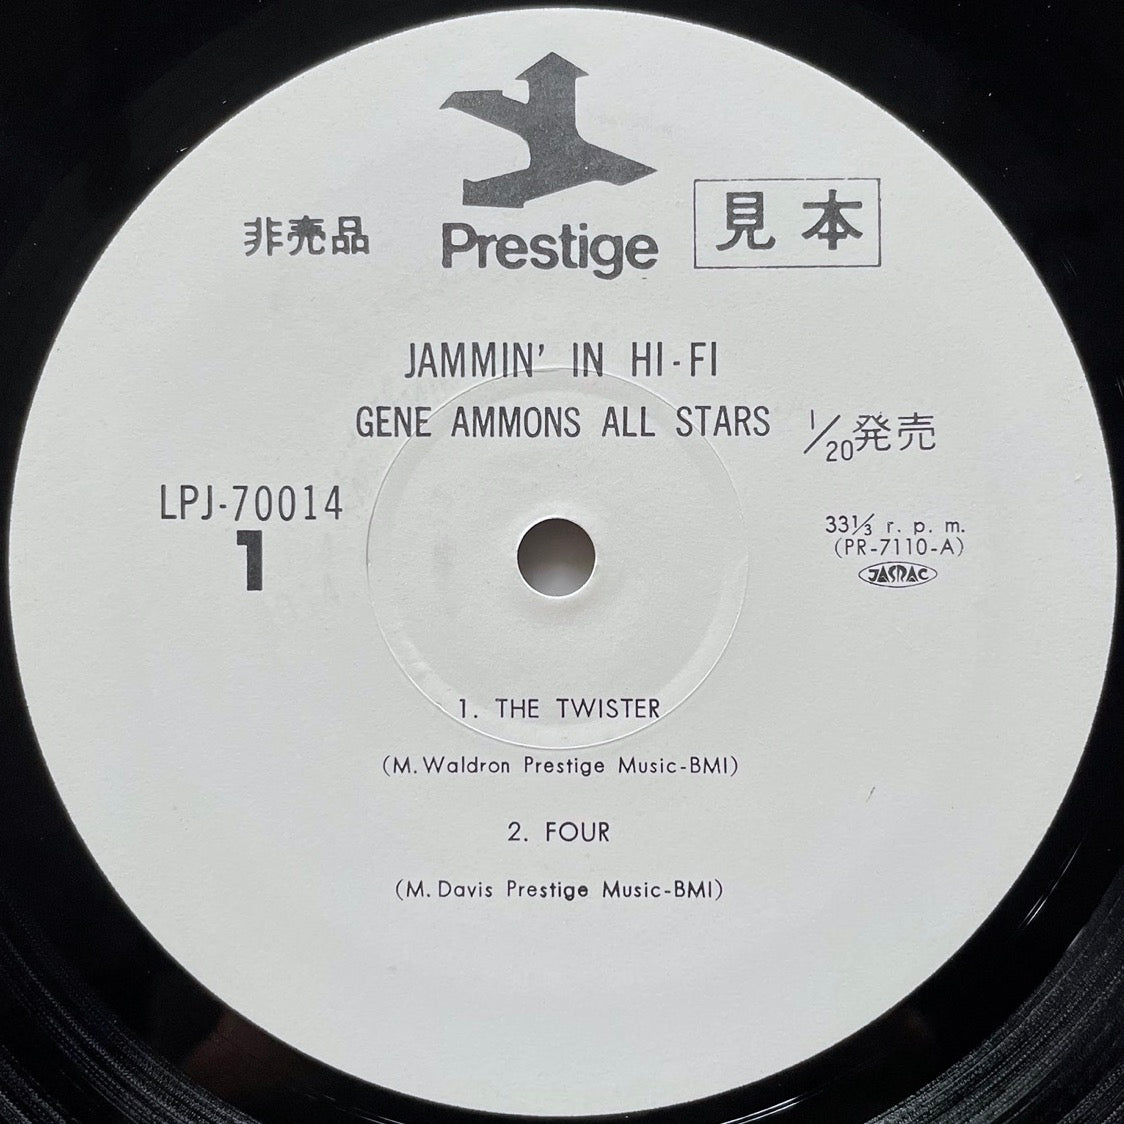 非売品
Prestige
見本
JAMMIN' IN HI-FI
GENE AMMONS ALL STARS
1/20発売
LPJ-70014
1
33 1/3 r. p. m.
(PR-7110-A)
JASRAC
1. THE TWISTER
(M. Waldron Prestige Music-BMI)
2. FOUR
(M. Davis Prestige Music-BMI)